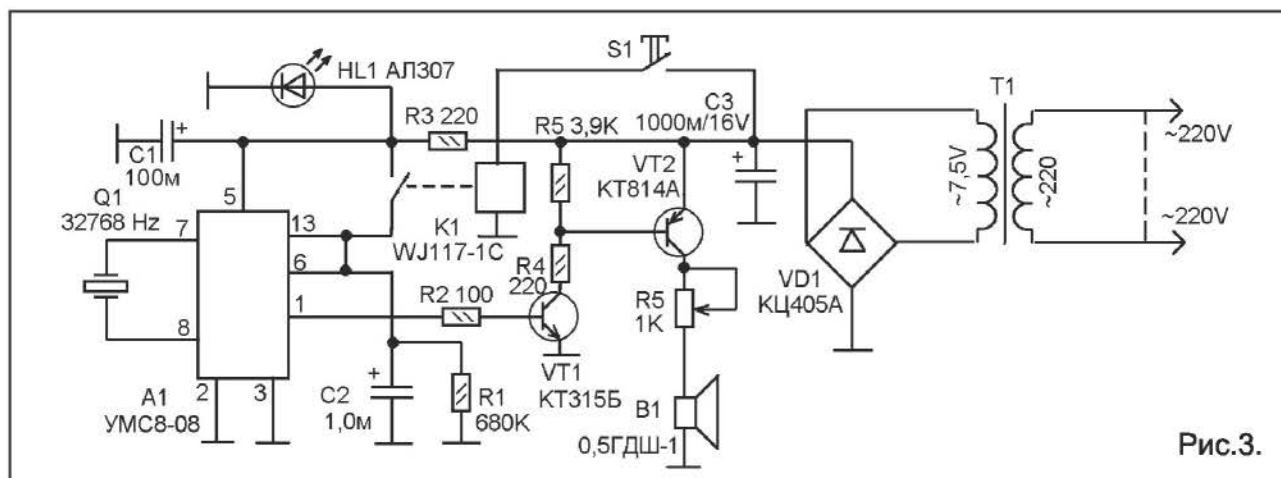 S1
HL1 АЛ307
T1
C3
1000м/16V
R3 220
R5 3,9K
+
C1
100м
VT2
КТ814А
+
~7,5V
~220
~220V
~220V
Q1
32768 Hz
5
7
13
K1
WJ117-1C
6
R4
220
VD1
КЦ405А
R2 100
R5
1K
1
8
2
3
A1
УМС8-08
+
C2
1,0м
R1
680K
VT1
КТ315Б
B1
0,5ГДШ-1
Рис.3.